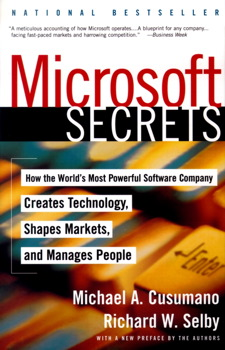 NATIONAL BESTSELLER
"A meticulous accounting of how Microsoft operates....A blueprint for any company...
facing fast-paced markets and harrowing competition." —Business Week
Microsoft
SECRETS
How the World's Most Powerful Software Company
Creates Technology,
Shapes Markets,
and Manages People
Enter
Michael A. Cusumano
Richard W. Selby
WITH A NEW PREFACE BY THE AUTHORS